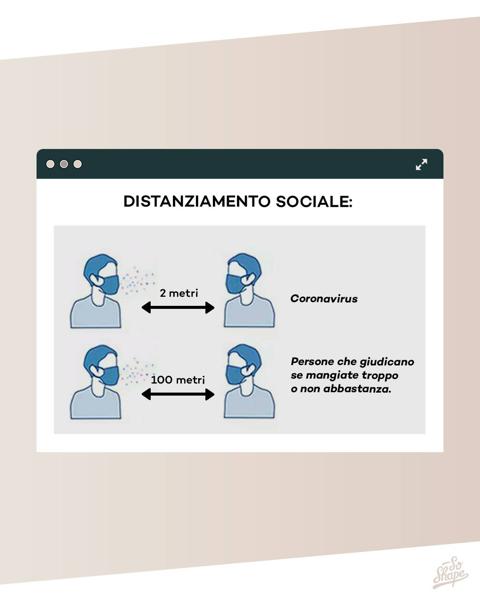 DISTANZIAMENTO SOCIALE:
2 metri
Coronavirus
100 metri
Persone che giudicano
se mangiate troppo
o non abbastanza.
So
Shape